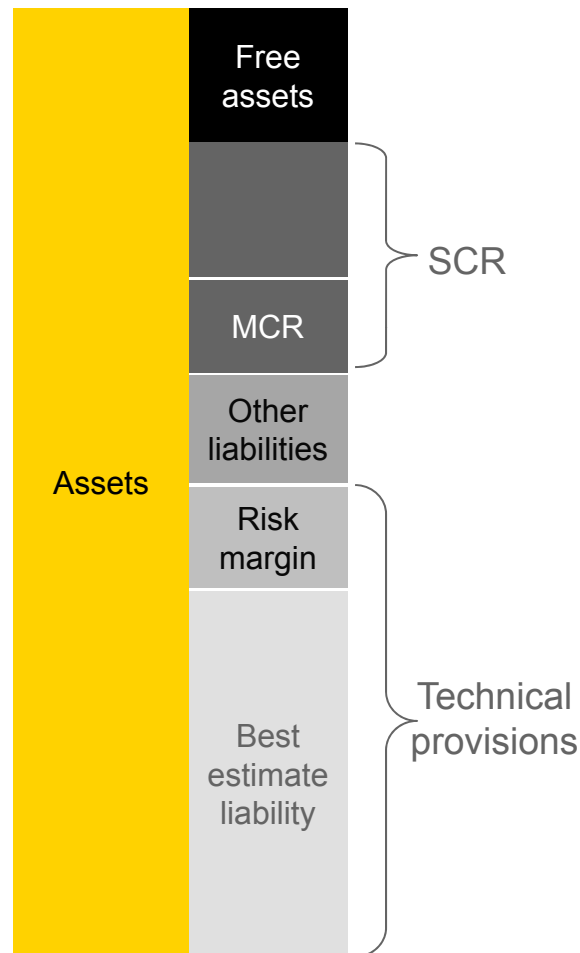 Free
assets
SCR
MCR
Other
liabilities
Assets
Risk
margin
Technical
provisions
Best
estimate
liability